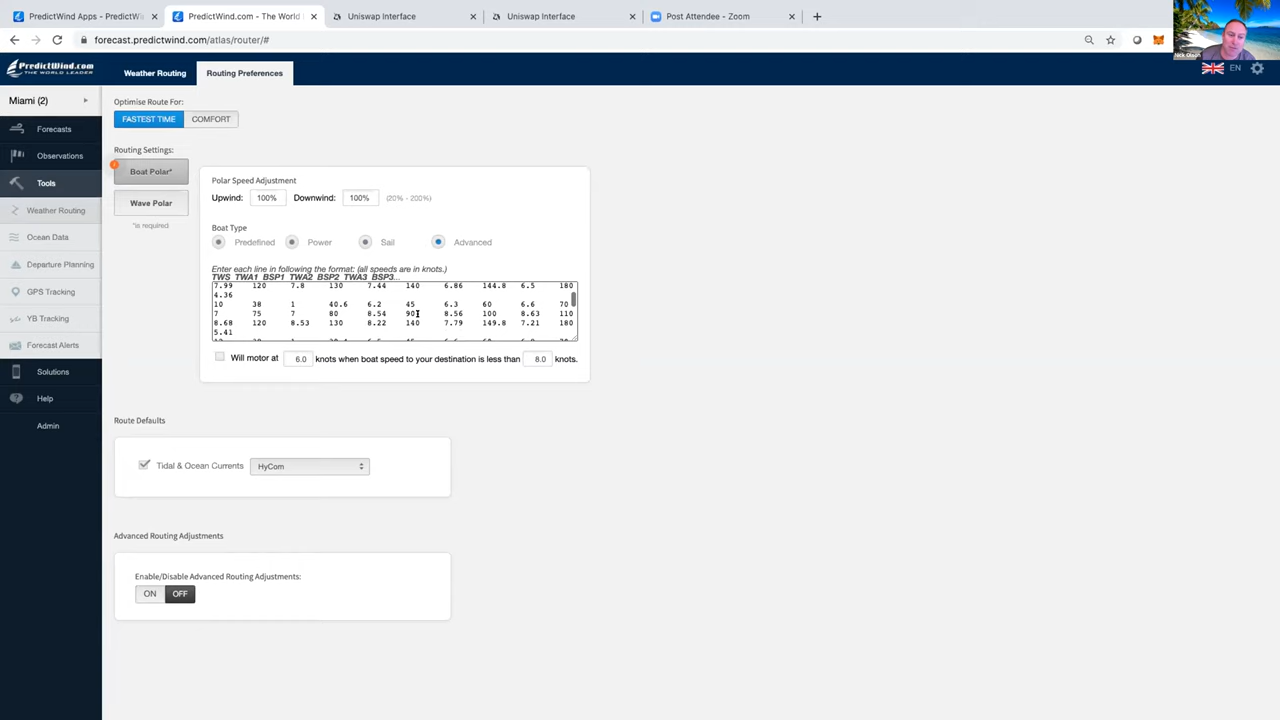 PredictWind Apps - PredictWi
PredictWind.com - The World
Uniswap Interface
Uniswap Interface
Post Attendee - Zoom
forecast.predictwind.com/atlas/router/#
Nick Olson
PredictWind.com
THE WORLD LEADER
Weather Routing
Routing Preferences
EN
Miami (2)
Forecasts
Observations
Tools
Weather Routing
Ocean Data
Departure Planning
GPS Tracking
YB Tracking
Forecast Alerts
Solutions
Help
Admin
Optimise Route For:
FASTEST TIME
COMFORT
Routing Settings:
Boat Polar*
Wave Polar
*is required
Polar Speed Adjustment
Upwind: 100% Downwind: 100% (20% - 200%)
Boat Type
Predefined Power Sail Advanced
Enter each line in following the format: (all speeds are in knots.)
TWS TWA1 BSP1 TWA2 BSP2 TWA3 BSP3...
7.99 120 7.8 130 7.44 140 6.86 144.8 6.5 180
4.36
10 38 1 40.6 6.2 45 6.3 60 6.6 70
7 75 7 80 8.54 90 8.56 100 8.63 110
8.68 120 8.53 130 8.22 140 7.79 149.8 7.21 180
5.41
Will motor at 6.0 knots when boat speed to your destination is less than 8.0 knots.
Route Defaults
Tidal & Ocean Currents HyCom
Advanced Routing Adjustments
Enable/Disable Advanced Routing Adjustments:
ON OFF